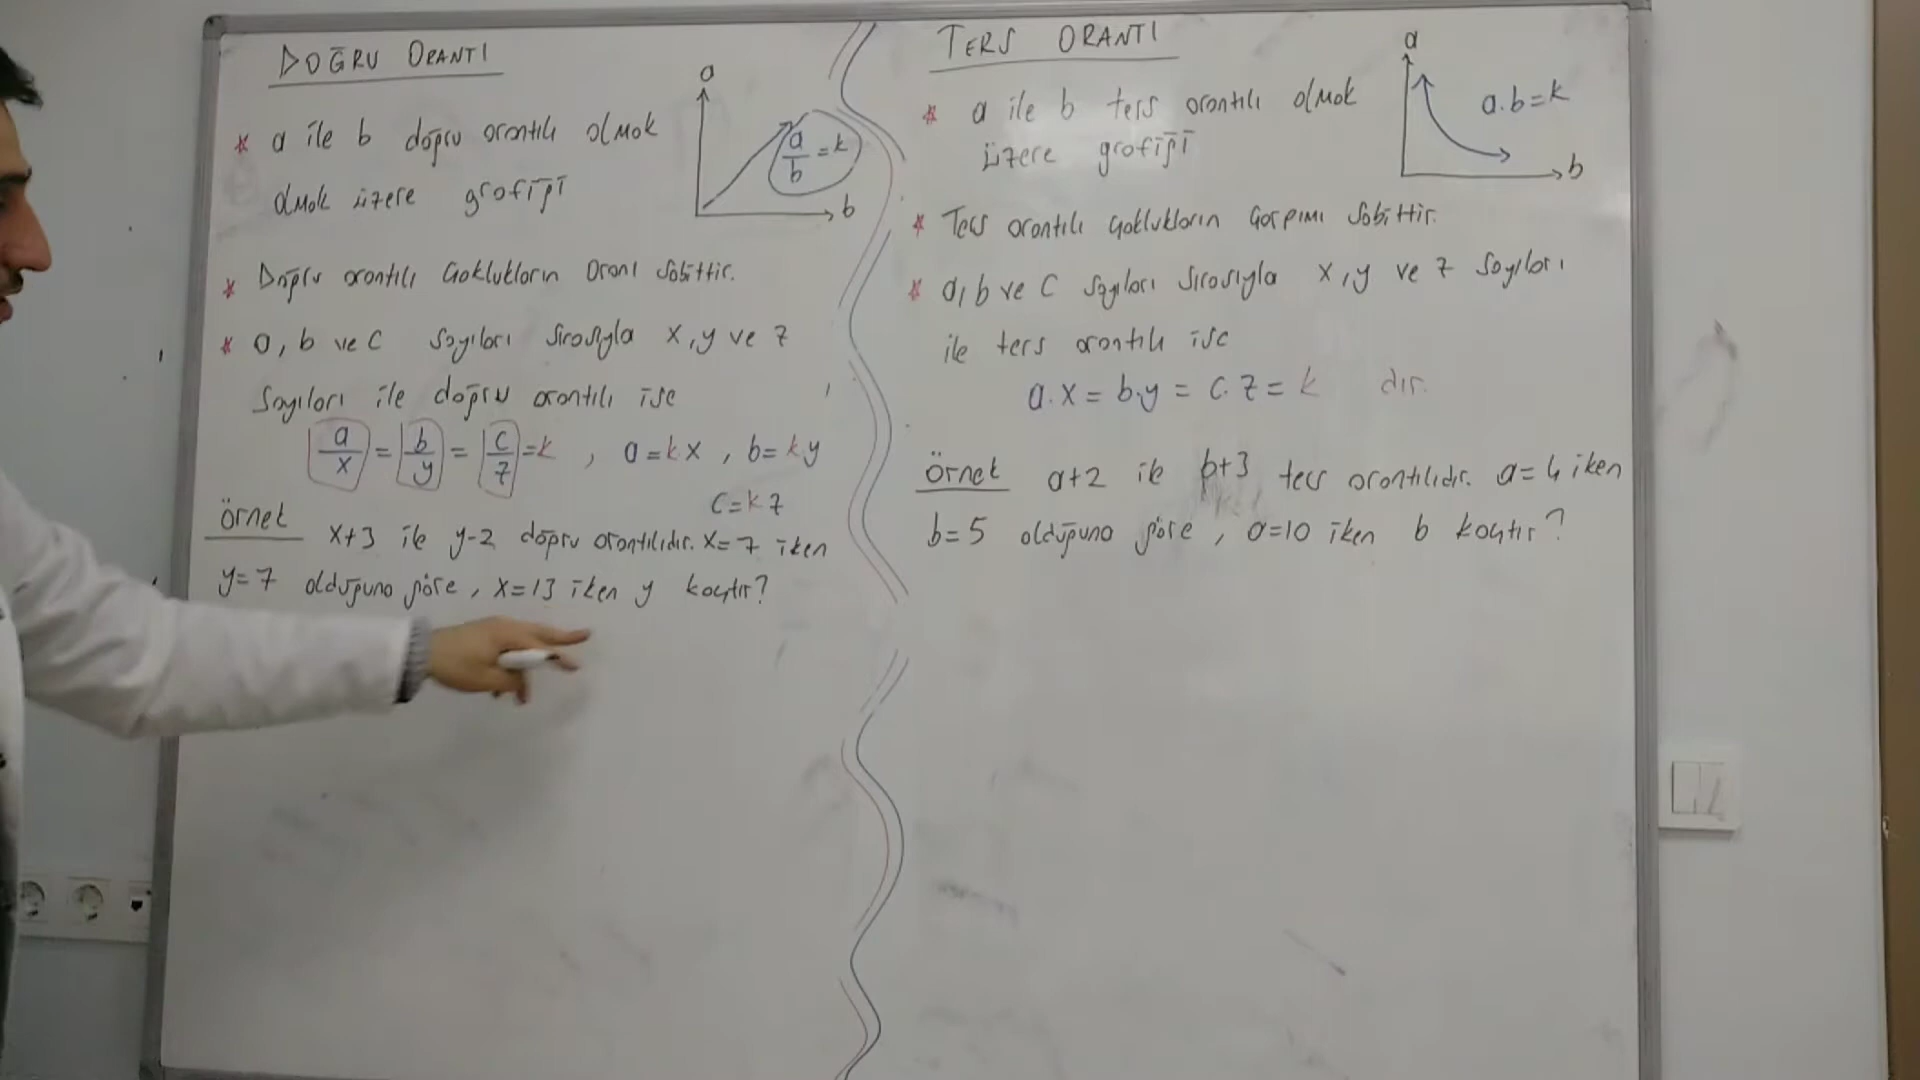 DOĞRU ORANTI
* a ile b doğru orantılı olmak
olmak üzere grafiği
a
a/b = k
b
* Doğru orantılı çoklukların oranı sabittir.
* a, b ve c sayıları sırasıyla x, y ve z
sayıları ile doğru orantılı ise
a/x = b/y = c/z = k , a = kx , b = ky
c = kz
Örnek x+3 ile y-2 doğru orantılıdır. x=7 iken
y=7 olduğuna göre, x=13 iken y kaçtır?
TERS ORANTI
* a ile b ters orantılı olmak
üzere grafiği
a
a.b=k
b
* Ters orantılı çoklukların çarpımı sabittir.
* a, b ve c sayıları sırasıyla x, y ve z sayıları
ile ters orantılı ise
a.x = b.y = c.z = k dır.
Örnek a+2 ile b+3 ters orantılıdır. a=4 iken
b=5 olduğuna göre, a=10 iken b kaçtır?